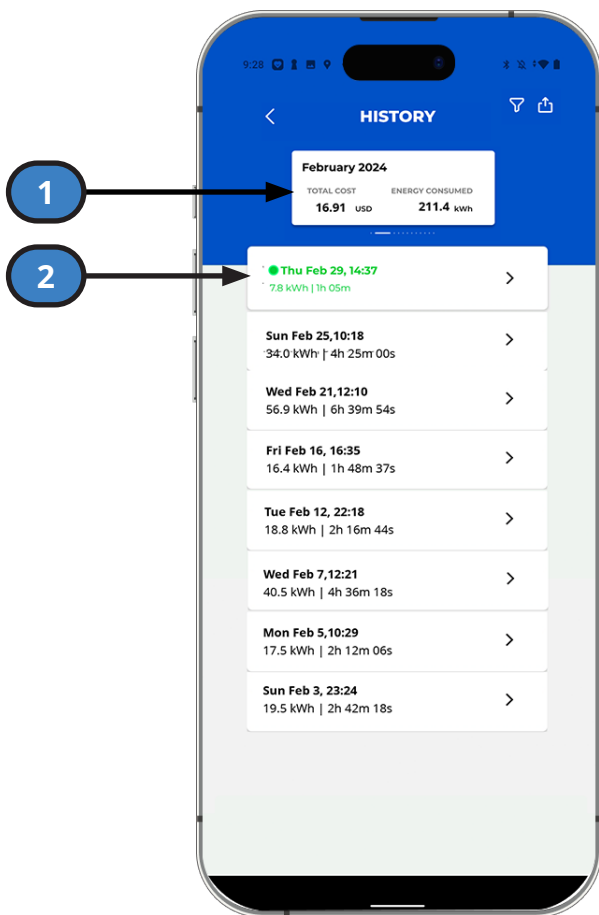 9:28
HISTORY
February 2024
TOTAL COST ENERGY CONSUMED
16.91 USD 211.4 kWh
1
2
Thu Feb 29, 14:37
7.8 kWh | 1h 05m
Sun Feb 25,10:18
34.0 kWh | 4h 25m 00s
Wed Feb 21,12:10
56.9 kWh | 6h 39m 54s
Fri Feb 16, 16:35
16.4 kWh | 1h 48m 37s
Tue Feb 12, 22:18
18.8 kWh | 2h 16m 44s
Wed Feb 7,12:21
40.5 kWh | 4h 36m 18s
Mon Feb 5,10:29
17.5 kWh | 2h 12m 06s
Sun Feb 3, 23:24
19.5 kWh | 2h 42m 18s